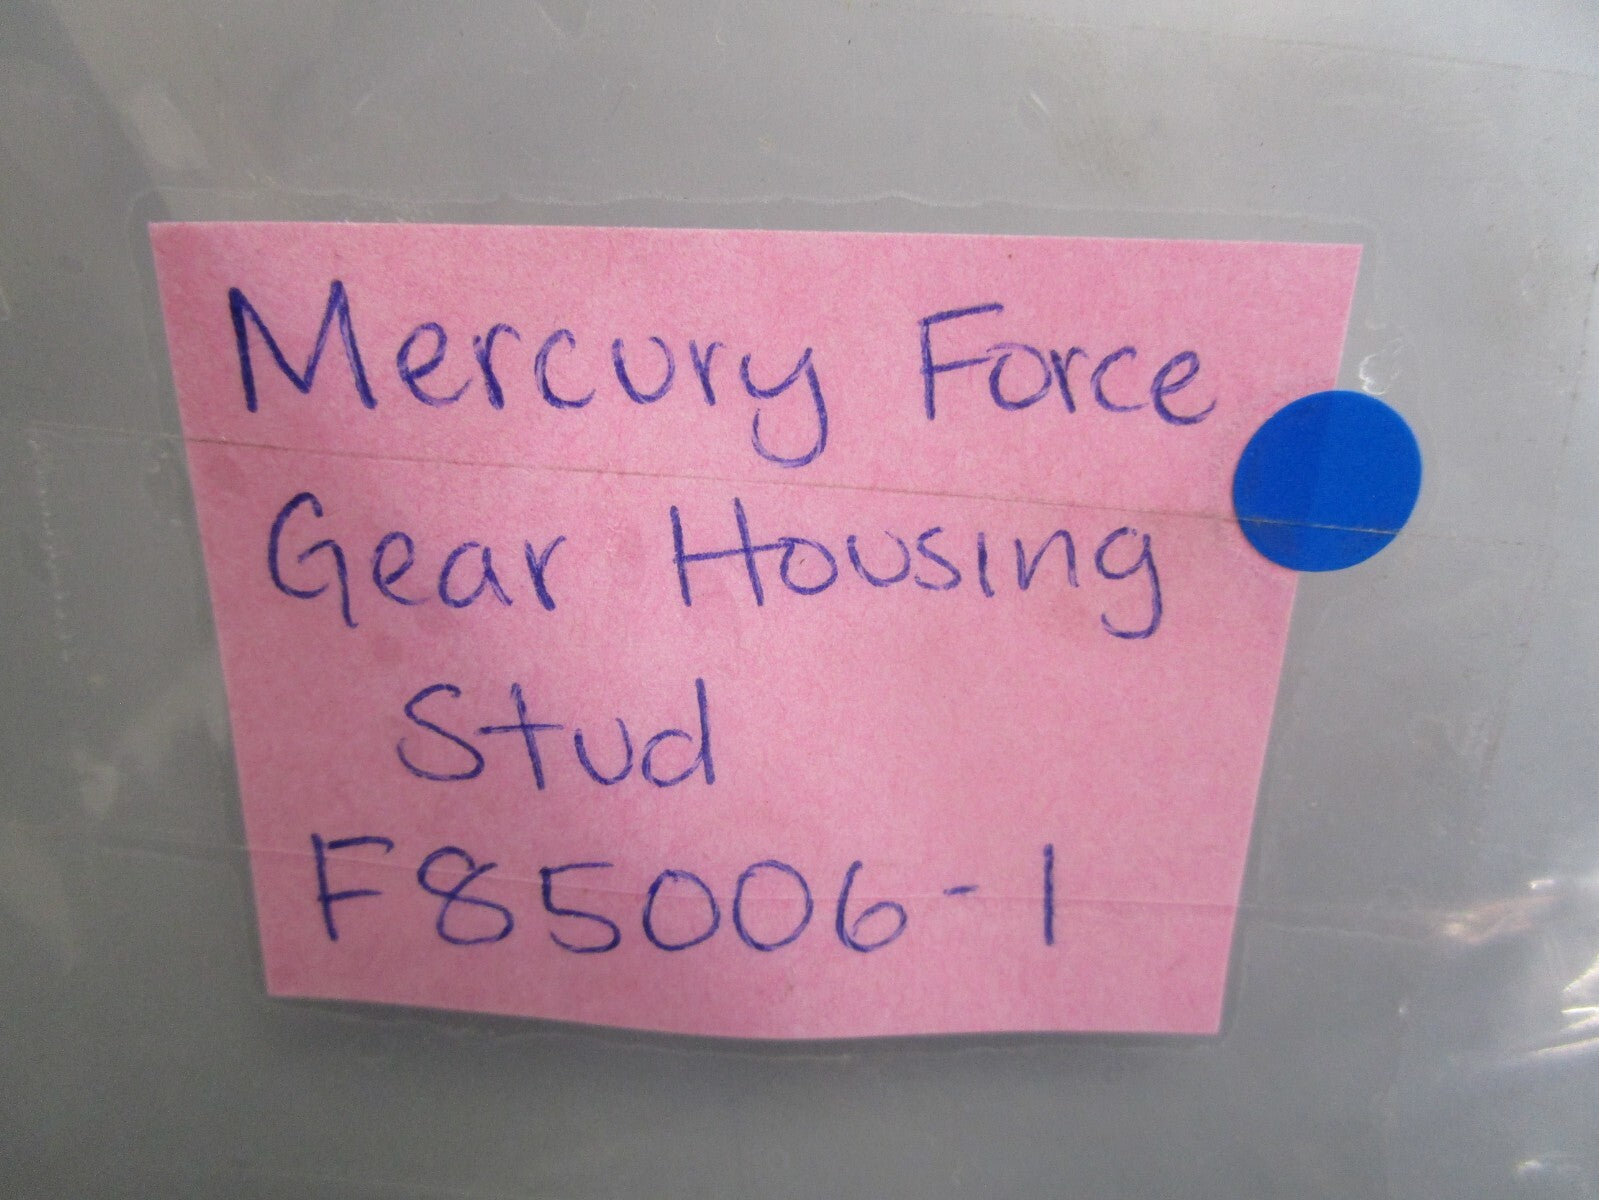 Mercury Force
Gear Housing
Stud
F85006-1